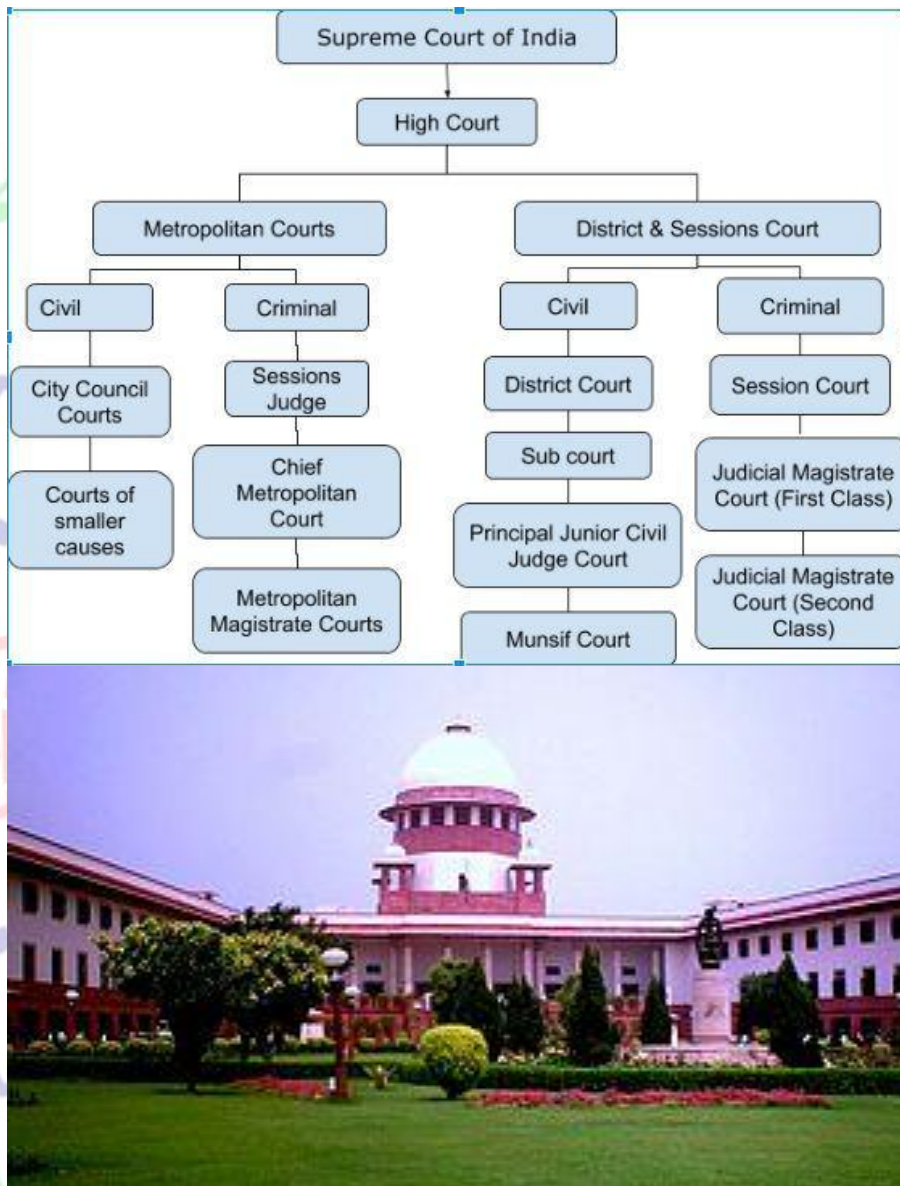 Supreme Court of India
High Court
Metropolitan Courts
District & Sessions Court
Civil
Criminal
Civil
Criminal
City Council
Courts
Sessions
Judge
District Court
Session Court
Courts of
smaller
causes
Chief
Metropolitan
Court
Sub court
Judicial Magistrate
Court (First Class)
Metropolitan
Magistrate Courts
Principal Junior Civil
Judge Court
Judicial Magistrate
Court (Second
Class)
Munsif Court